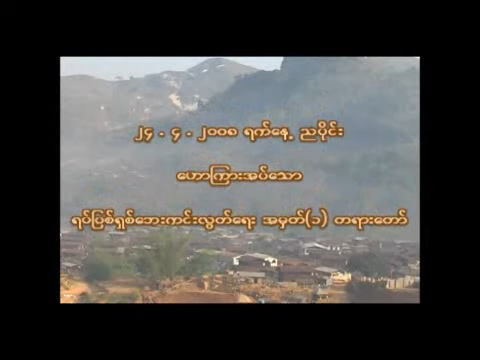 ၂၄ . ၄ . ၂၀၀၈ ရက်နေ့ ညပိုင်း
ဟောကြားအပ်သော
ရပ်ပြစ်ရှစ်ဘေးကင်းလွတ်ရေး အမှတ်(၁) တရားတော်